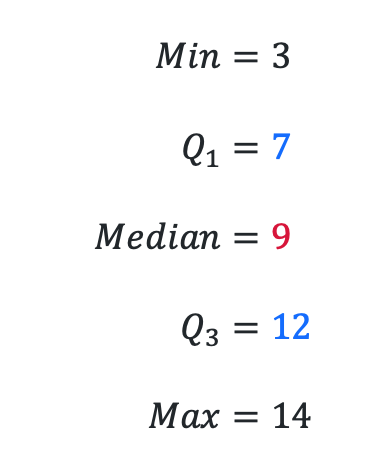 Min = 3
Q₁ = 7
Median = 9
Q₃ = 12
Max = 14